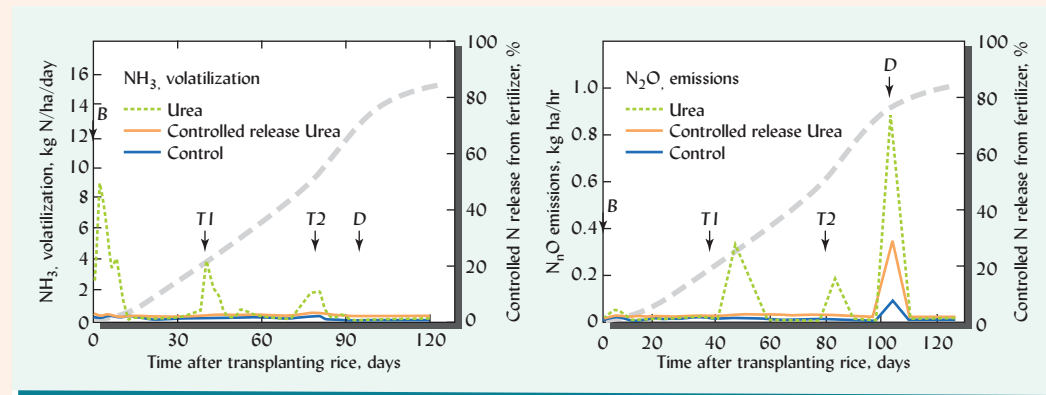 NH₃, volatilization, kg N/ha/day
16
14
12
10
8
6
4
2
0
B
NH₃, volatilization
Urea
Controlled release Urea
Control
T1
T2
D
0
30
60
90
120
Time after transplanting rice, days
100
80
60
40
20
0
Controlled N release from fertilizer, %
NₙO emissions, kg ha/hr
1.0
0.8
0.6
0.4
0.2
0
B
N₂O, emissions
Urea
Controlled release Urea
Control
T1
T2
D
0
20
40
60
80
100
120
Time after transplanting rice, days
100
80
60
40
20
0
Controlled N release from fertilizer, %